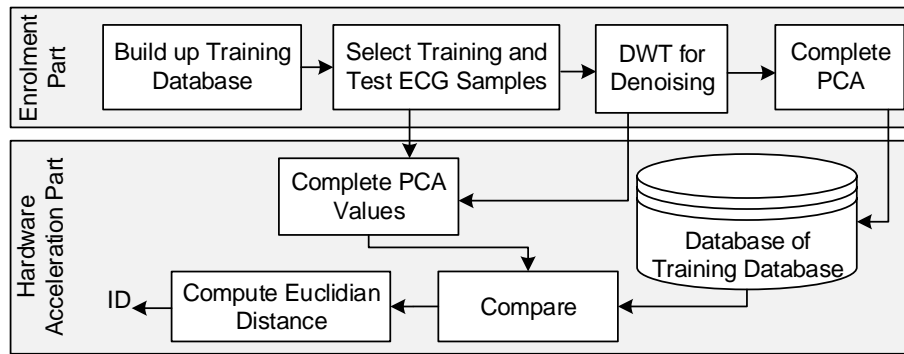 Enrolment
Part
Build up Training
Database
Select Training and
Test ECG Samples
DWT for
Denoising
Complete
PCA
Hardware
Acceleration Part
Complete PCA
Values
Database of
Training Database
ID
Compute Euclidian
Distance
Compare